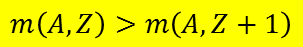 m(A, Z) > m(A, Z + 1)